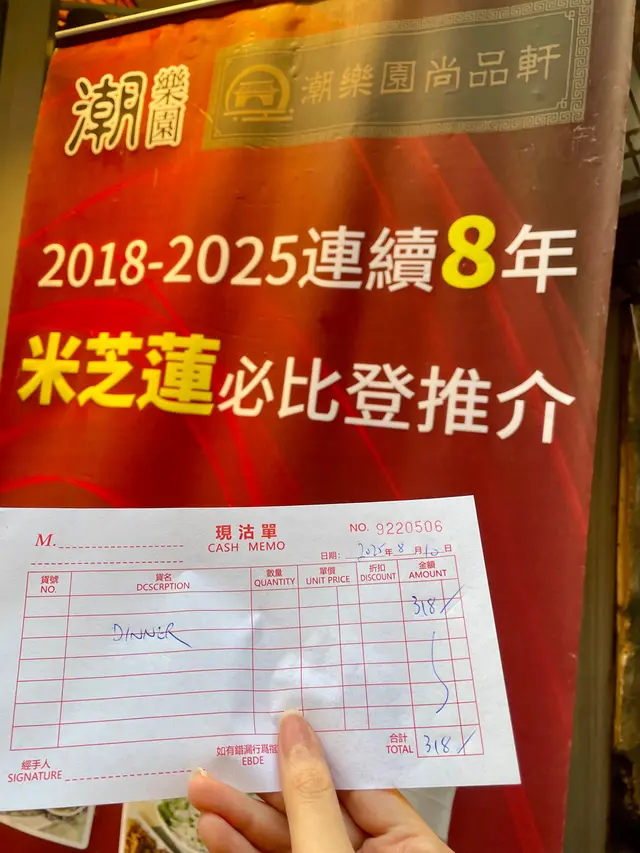 潮樂園
潮樂園尚品軒
2018-2025連續8年
米芝蓮必比登推介
現沽單
CASH MEMO
NO. 9220506
M.
日期: 2025年8月10日
貨號
NO.
貨名
DCSCRPTION
數量
QUANTITY
單價
UNIT PRICE
折扣
DISCOUNT
金額
AMOUNT
318/
DINNER
合計
TOTAL
318/
經手人
SIGNATURE
如有錯漏行爲
EBDE